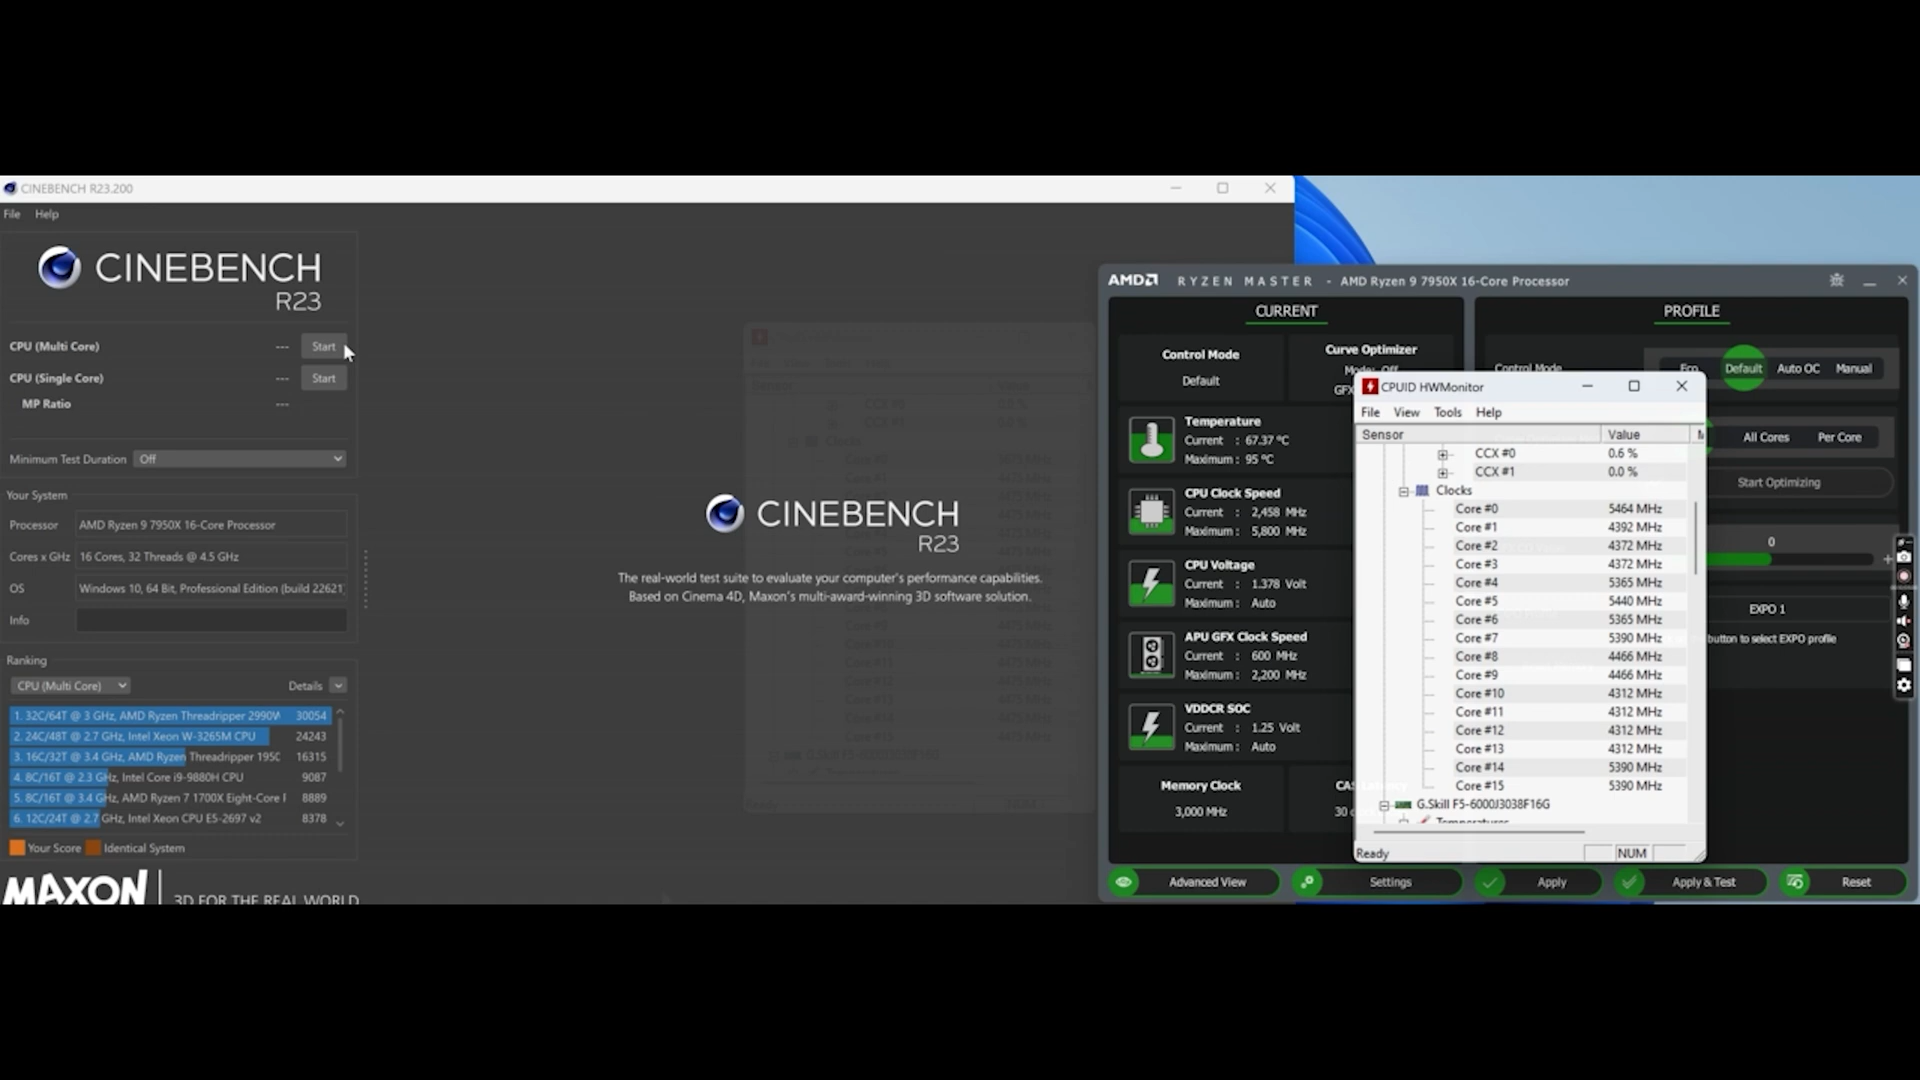 CINEBENCH R23.200
File Help
CINEBENCH
R23
CPU (Multi Core) --- Start
CPU (Single Core) --- Start
MP Ratio ---
Minimum Test Duration Off
Your System
Processor AMD Ryzen 9 7950X 16-Core Processor
Cores x GHz 16 Cores, 32 Threads @ 4.5 GHz
OS Windows 10, 64 Bit, Professional Edition (build 22621
Info
Ranking
CPU (Multi Core) Details
1. 32C/64T @ 3 GHz, AMD Ryzen Threadripper 2990W 30054
2. 24C/48T @ 2.7 GHz, Intel Xeon W-3265M CPU 24243
3. 16C/32T @ 3.4 GHz, AMD Ryzen Threadripper 195C 16315
4. 8C/16T @ 2.3 GHz, Intel Core i9-9880H CPU 9087
5. 8C/16T @ 3.4 GHz, AMD Ryzen 7 1700X Eight-Core 8889
6. 12C/24T @ 2.7 GHz, Intel Xeon CPU E5-2697 v2 8378
Your Score Identical System
MAXON 3D FOR THE REAL WORLD
CINEBENCH
R23
The real-world test suite to evaluate your computer's performance capabilities.
Based on Cinema 4D, Maxon's multi-award-winning 3D software solution.
AMD RYZEN MASTER - AMD Ryzen 9 7950X 16-Core Processor
CURRENT
Control Mode
Default
Curve Optimizer
Mode: Off
GFX
Temperature
Current : 67.37 °C
Maximum : 95 °C
CPU Clock Speed
Current : 2,458 MHz
Maximum : 5,800 MHz
CPU Voltage
Current : 1.378 Volt
Maximum : Auto
APU GFX Clock Speed
Current : 600 MHz
Maximum : 2,200 MHz
VDDCR SOC
Current : 1.25 Volt
Maximum : Auto
Memory Clock
3,000 MHz
30
PROFILE
Control Mode Eco Default Auto OC Manual
All Cores Per Core
Start Optimizing
0
+
EXPO 1
button to select EXPO profile
Advanced View Settings Apply Apply & Test Reset
CPUID HWMonitor
File View Tools Help
Sensor Value
CCX #0 0.6 %
CCX #1 0.0 %
Clocks
Core #0 5464 MHz
Core #1 4392 MHz
Core #2 4372 MHz
Core #3 4372 MHz
Core #4 5365 MHz
Core #5 5440 MHz
Core #6 5365 MHz
Core #7 5390 MHz
Core #8 4466 MHz
Core #9 4466 MHz
Core #10 4312 MHz
Core #11 4312 MHz
Core #12 4312 MHz
Core #13 4312 MHz
Core #14 5390 MHz
Core #15 5390 MHz
G.Skill F5-6000J3038F16G
Temperatures
Ready NUM